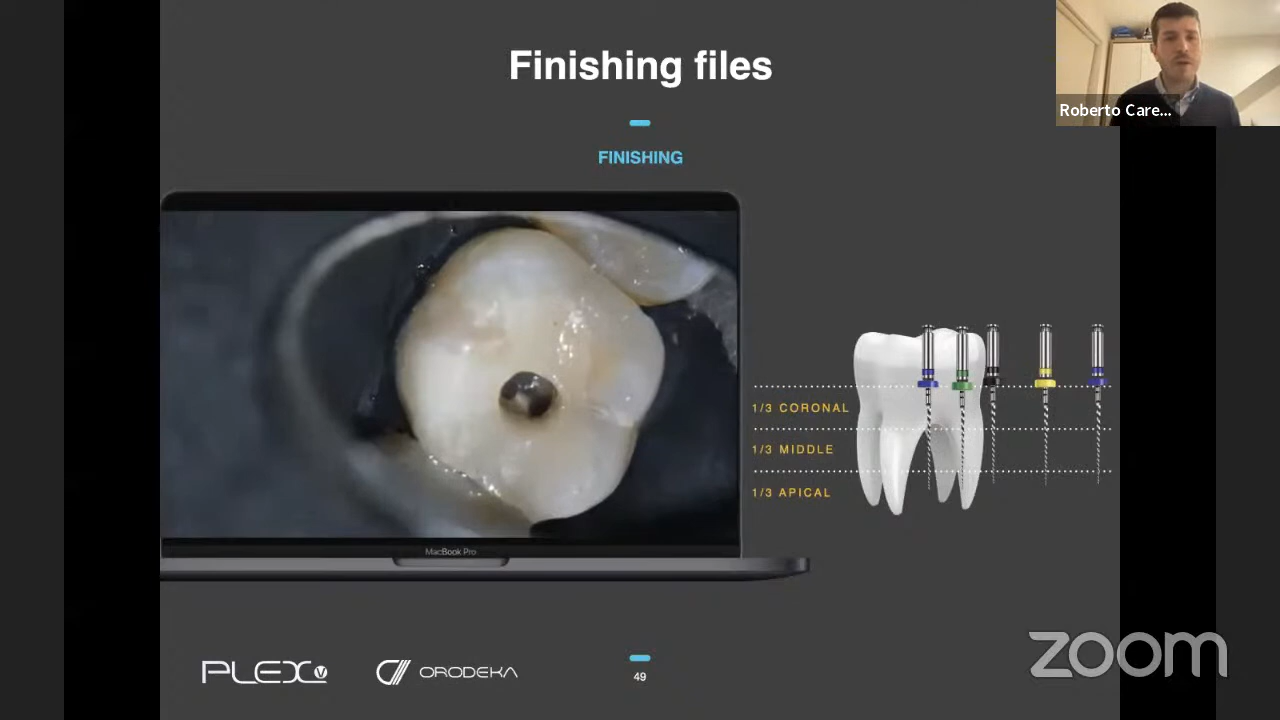 Finishing files
FINISHING
Roberto Care...
1/3 CORONAL
1/3 MIDDLE
1/3 APICAL
MacBook Pro
PLEX V
ORODEKA
49
zoom